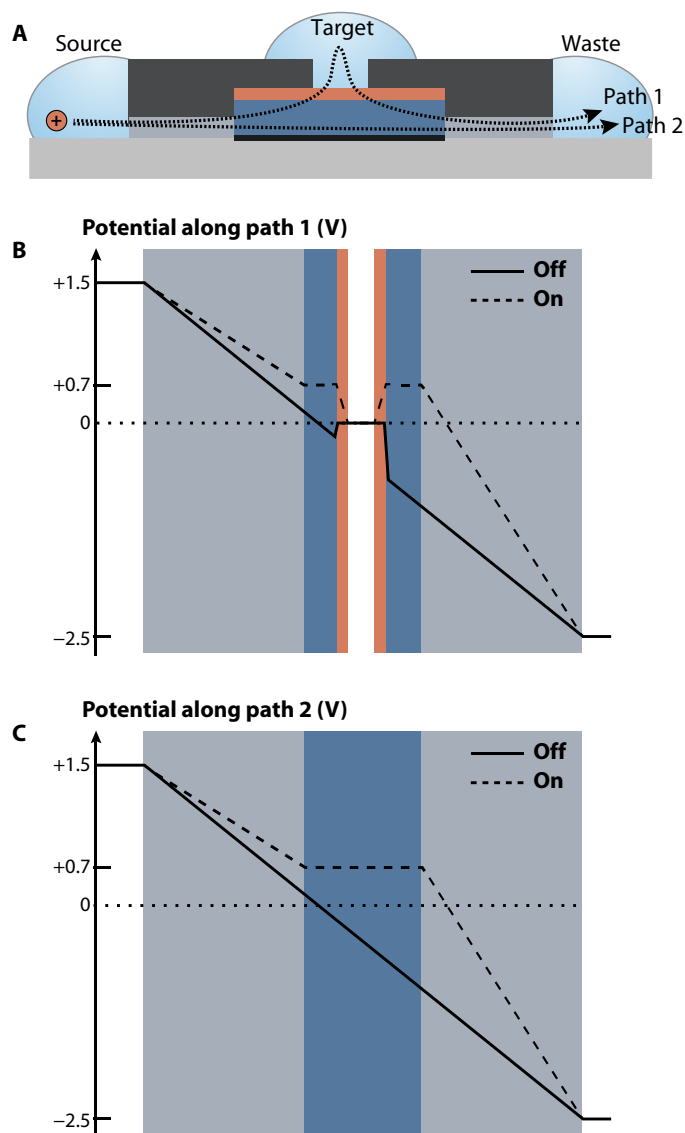 A
Source
Target
Waste
+
Path 1
Path 2
Potential along path 1 (V)
B
Off
On
+1.5
+0.7
0
−2.5
Potential along path 2 (V)
C
Off
On
+1.5
+0.7
0
−2.5